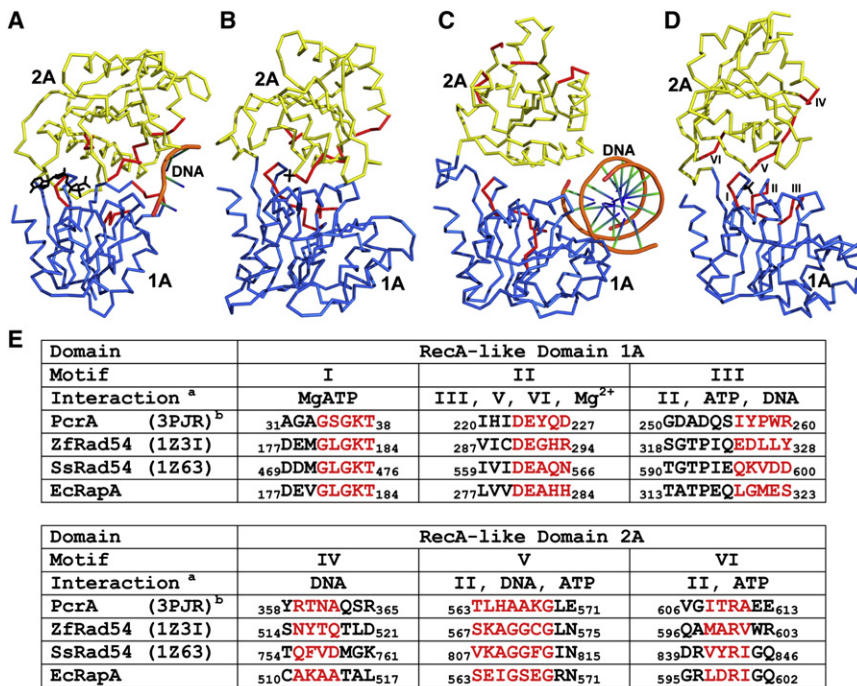 A B C D
2A 2A 2A 2A
DNA DNA
IV
VI V
I II III
1A 1A 1A 1A
E
Domain RecA-like Domain 1A
Motif I II III
Interaction a MgATP III, V, VI, Mg2+ II, ATP, DNA
PcrA (3PJR)b 31AGAGSGKT38 220IHIDEYQD227 250GDADQSIYPWR260
ZfRad54 (1Z3I) 177DEMGLGKT184 287VICDEGHR294 318SGTPIQEDLLY328
SsRad54 (1Z63) 469DDMGLGKT476 559IVIDEAQN566 590TGTPIEQKVDD600
EcRapA 177DEVGLGKT184 277LVVDEAHH284 313TATPEQLGMES323
Domain RecA-like Domain 2A
Motif IV V VI
Interaction a DNA II, DNA, ATP II, ATP
PcrA (3PJR)b 358YRTNAQSR365 563TLHAAKGLE571 606VGITRAEE613
ZfRad54 (1Z3I) 514SNYTQTLD521 567SKAGGCGLN575 596QAMARVWR603
SsRad54 (1Z63) 754TQFVDMGK761 807VKAGGFGIN815 839DRVYRIGQ846
EcRapA 510CAKAATAL517 563SEIGSEGRN571 595GRLDRIGQ602